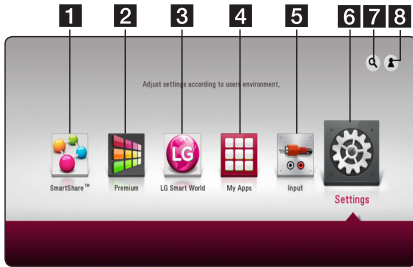 1 2 3 4 5 6 7 8
Adjust settings according to users environment.
LG
SmartShare™ Premium LG Smart World My Apps Input Settings